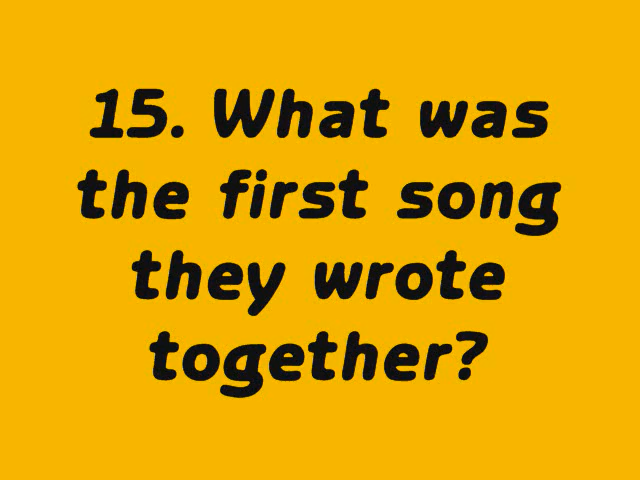 15. What was
the first song
they wrote
together?